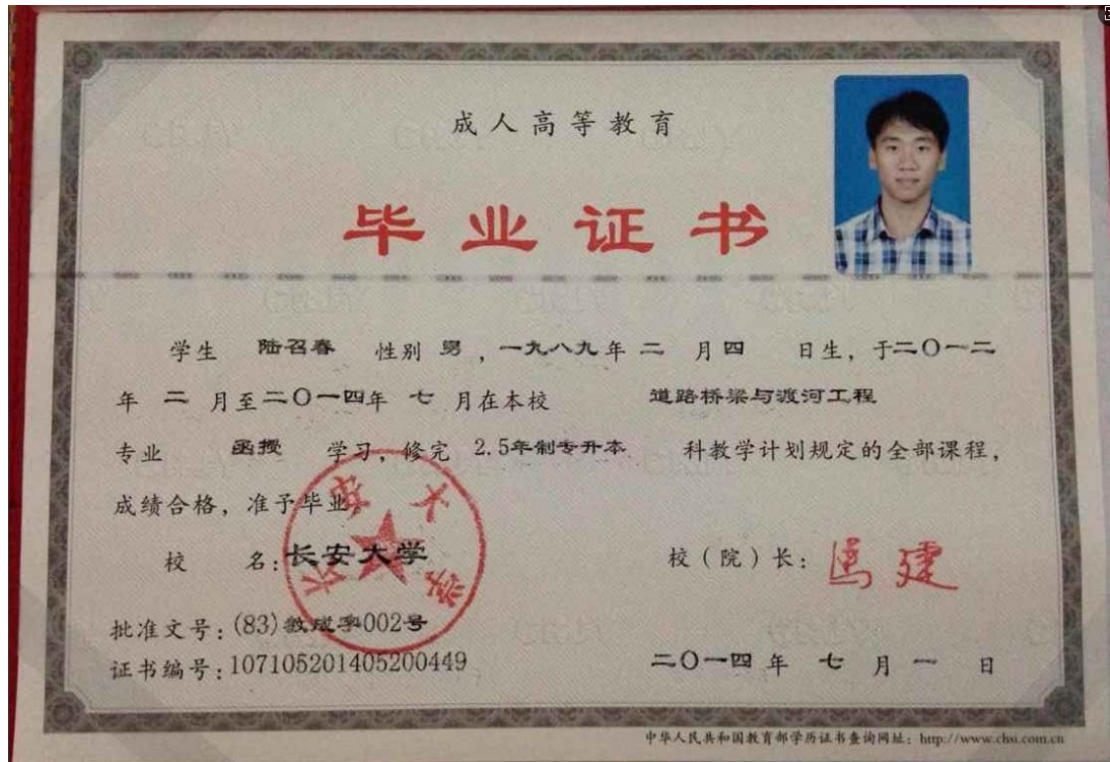 成人高等教育
毕业证书
学生 陆召春 性别 男，一九八九年 二 月四 日生，于二〇一二
年 二 月至二〇一四年 七 月在本校 道路桥梁与渡河工程
专业 函授 学习，修完 2.5年制专升本 科教学计划规定的全部课程，
成绩合格，准予毕业。
校 名：长安大学
长安大学
校（院）长：
批准文号：(83)教成字002号
证书编号：107105201405200449
二〇一四年 七 月 一 日
中华人民共和国教育部学历证书查询网址：http://www.chsi.com.cn